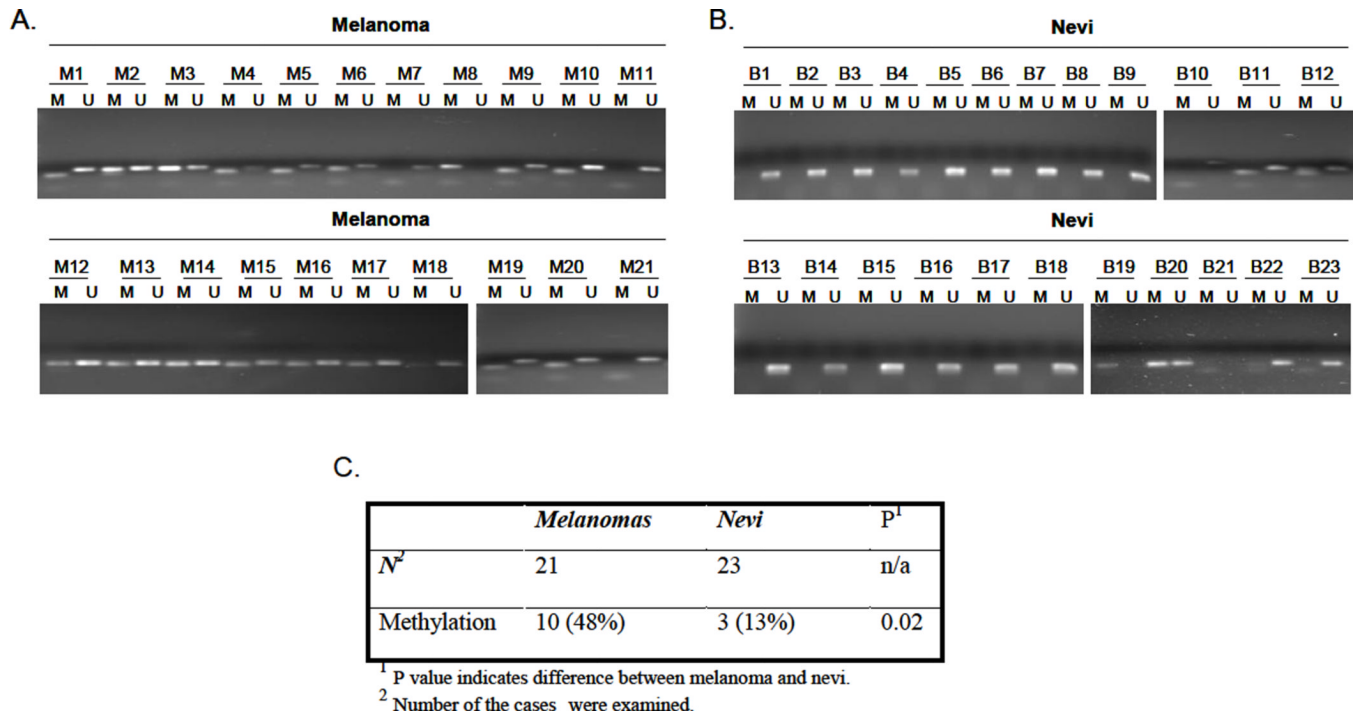 A.
Melanoma
M1 M2 M3 M4 M5 M6 M7 M8 M9 M10 M11
M U M U M U M U M U M U M U M U M U M U M U
Melanoma
M12 M13 M14 M15 M16 M17 M18 M19 M20 M21
M U M U M U M U M U M U M U M U M U M U
B.
Nevi
B1 B2 B3 B4 B5 B6 B7 B8 B9 B10 B11 B12
M U M U M U M U M U M U M U M U M U M U M U M U
Nevi
B13 B14 B15 B16 B17 B18 B19 B20 B21 B22 B23
M U M U M U M U M U M U M U M U M U M U M U
C.
Melanomas Nevi P1
N2 21 23 n/a
Methylation 10 (48%) 3 (13%) 0.02
1 P value indicates difference between melanoma and nevi.
2 Number of the cases were examined.